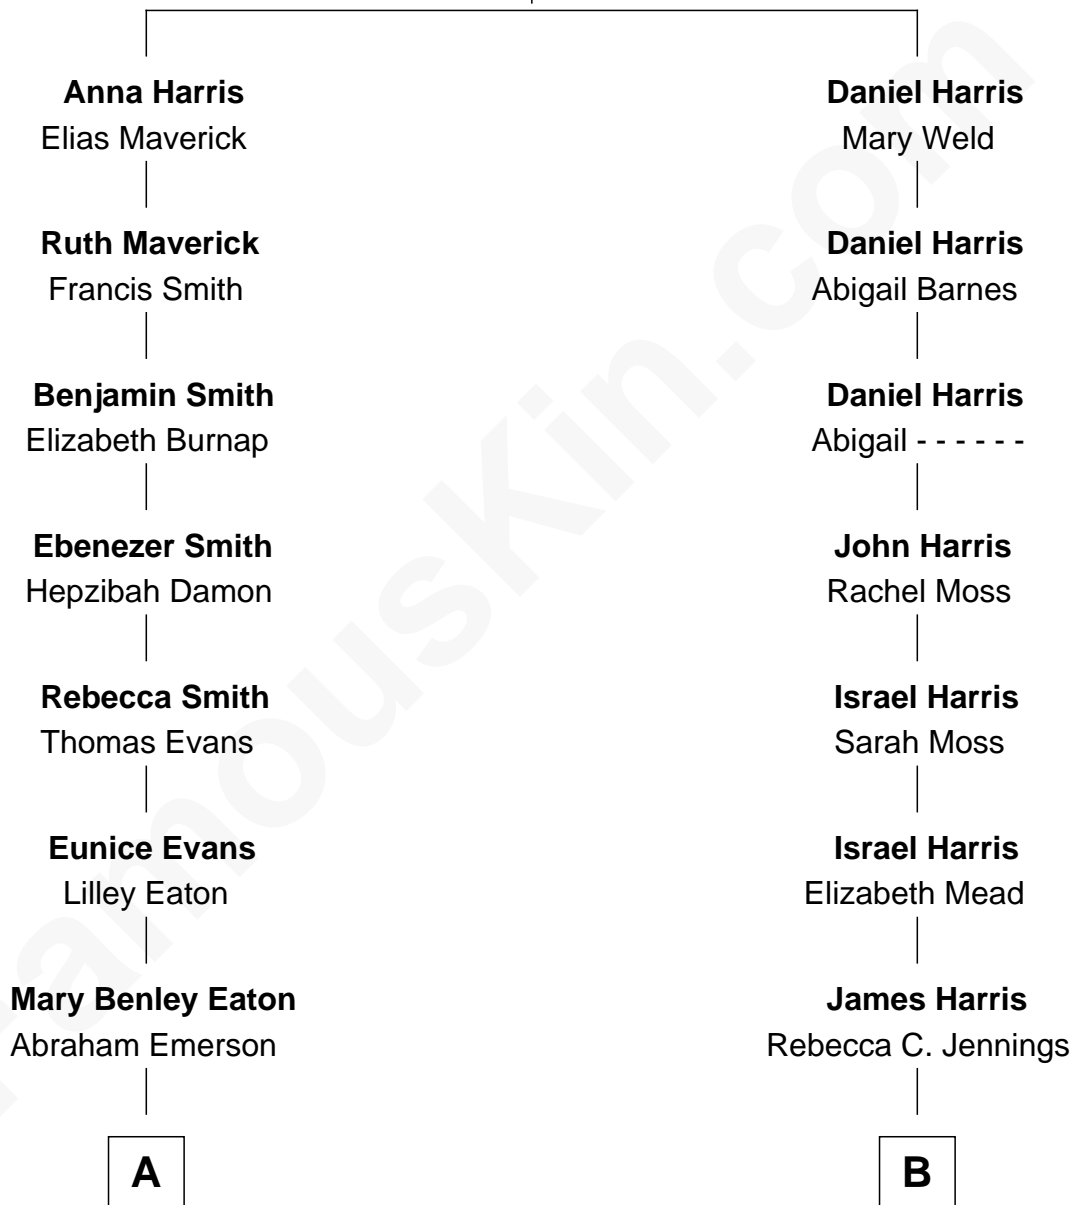 Anna Harris
Elias Maverick
Daniel Harris
Mary Weld
Ruth Maverick
Francis Smith
Daniel Harris
Abigail Barnes
Benjamin Smith
Elizabeth Burnap
Daniel Harris
Abigail - - - - - -
Ebenezer Smith
Hepzibah Damon
John Harris
Rachel Moss
Rebecca Smith
Thomas Evans
Israel Harris
Sarah Moss
Eunice Evans
Lilley Eaton
Israel Harris
Elizabeth Mead
Mary Benley Eaton
Abraham Emerson
James Harris
Rebecca C. Jennings
A
B
FamousKin.com